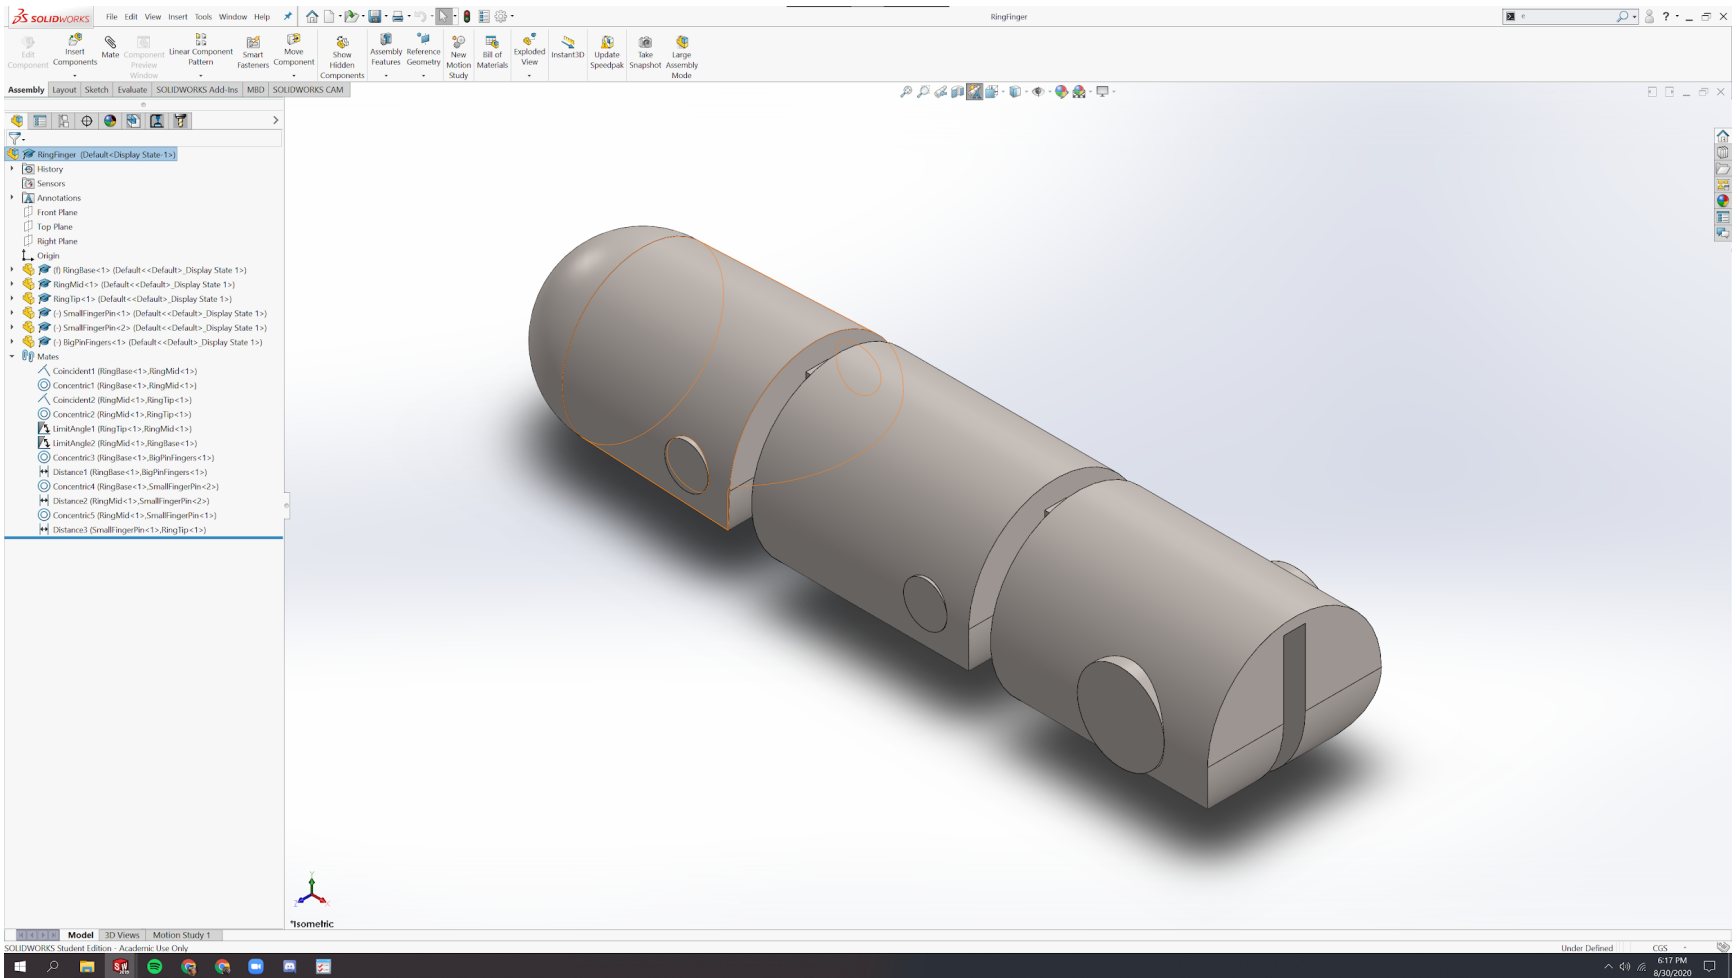 SOLIDWORKS File Edit View Insert Tools Window Help RingFinger
Edit Component
Insert Components
Mate
Component Preview Window
Linear Component Pattern
Smart Fasteners
Move Component
Show Hidden Components
Assembly Features
Reference Geometry
New Motion Study
Bill of Materials
Exploded View
Instant3D
Update Speedpak
Take Snapshot
Large Assembly Mode
Assembly Layout Sketch Evaluate SOLIDWORKS Add-Ins MBD SOLIDWORKS CAM
RingFinger (Default<Display State-1>)
History
Sensors
Annotations
Front Plane
Top Plane
Right Plane
Origin
(f) RingBase<1> (Default<<Default>_Display State 1>)
RingMid<1> (Default<<Default>_Display State 1>)
RingTip<1> (Default<<Default>_Display State 1>)
(-) SmallFingerPin<1> (Default<<Default>_Display State 1>)
(-) SmallFingerPin<2> (Default<<Default>_Display State 1>)
(-) BigPinFingers<1> (Default<<Default>_Display State 1>)
Mates
Coincident1 (RingBase<1>,RingMid<1>)
Concentric1 (RingBase<1>,RingMid<1>)
Coincident2 (RingMid<1>,RingTip<1>)
Concentric2 (RingMid<1>,RingTip<1>)
LimitAngle1 (RingTip<1>,RingMid<1>)
LimitAngle2 (RingMid<1>,RingBase<1>)
Concentric3 (RingBase<1>,BigPinFingers<1>)
Distance1 (RingBase<1>,BigPinFingers<1>)
Concentric4 (RingBase<1>,SmallFingerPin<2>)
Distance2 (RingMid<1>,SmallFingerPin<2>)
Concentric5 (RingMid<1>,SmallFingerPin<1>)
Distance3 (SmallFingerPin<1>,RingTip<1>)
*Isometric
Model 3D Views Motion Study 1
SOLIDWORKS Student Edition - Academic Use Only Under Defined CGS
6:17 PM
8/30/2020